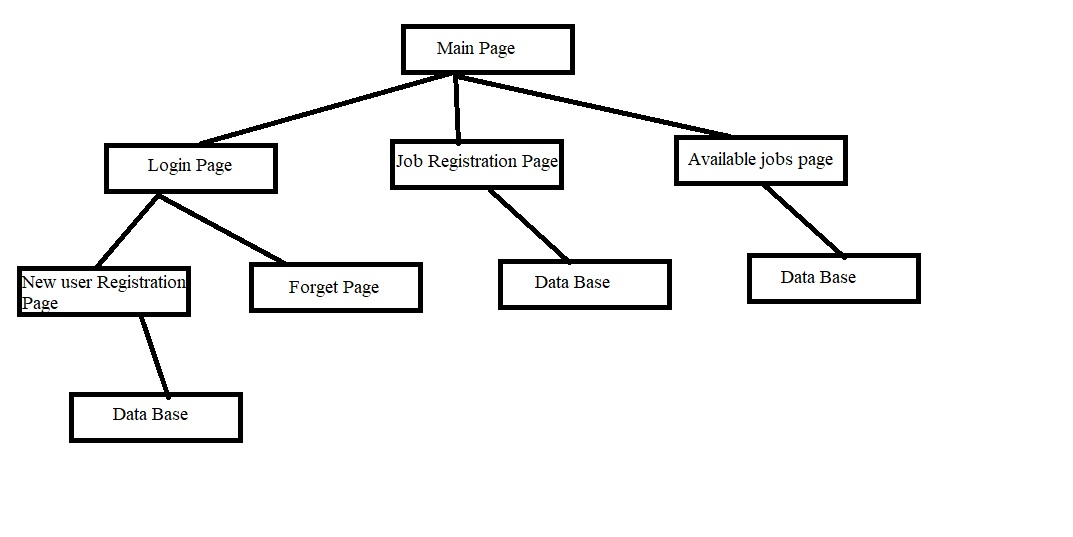 Main Page
Login Page
Job Registration Page
Available jobs page
New user Registration
Page
Forget Page
Data Base
Data Base
Data Base